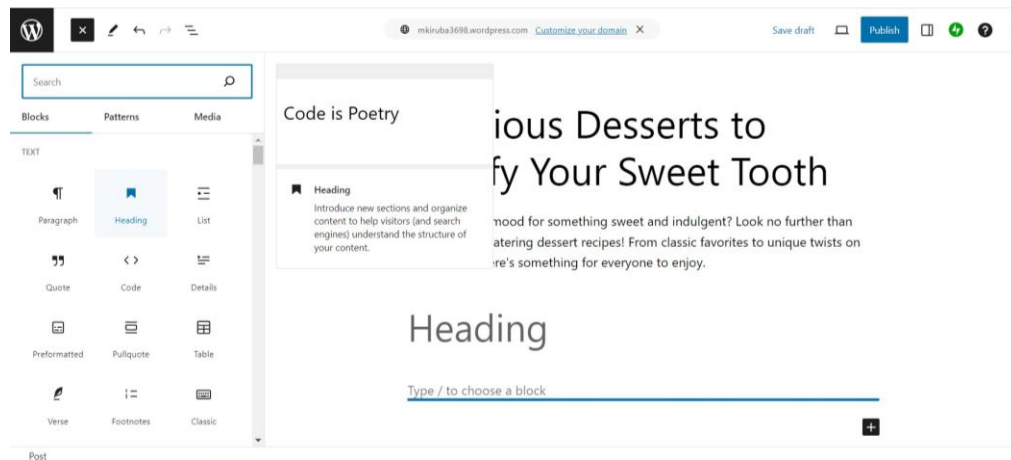 mkiruba3698.wordpress.com Customize your domain X
Save draft
Publish
Search
Blocks Patterns Media
TEXT
Paragraph Heading List
Quote Code Details
Preformatted Pullquote Table
Verse Footnotes Classic
Code is Poetry
Heading
Introduce new sections and organize
content to help visitors (and search
engines) understand the structure of
your content.
ious Desserts to
fy Your Sweet Tooth
mood for something sweet and indulgent? Look no further than
atering dessert recipes! From classic favorites to unique twists on
re's something for everyone to enjoy.
Heading
Type / to choose a block
Post